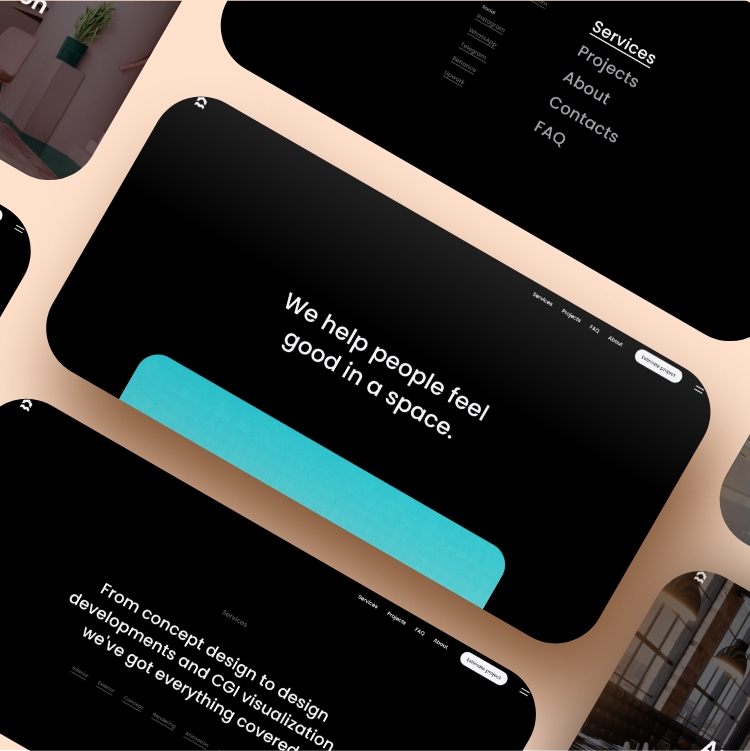 on
Social
Instagram
WhatsApp
Telegram
Behance
Upwork
Services
Projects
About
Contacts
FAQ
Services Projects FAQ About Estimate project
We help people feel
good in a space.
Services Projects FAQ About Estimate project
Services
From concept design to design
developments and CGI visualization
we've got everything covered
Interior Exterior Concept Rendering Animation